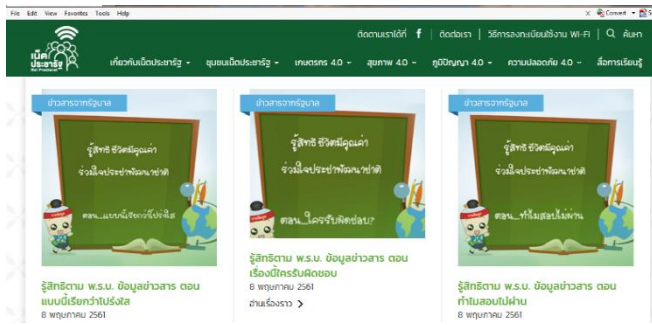 File Edit View Favorites Tools Help
x Convert
ติดตามเราได้ที่ f | ติดต่อเรา | วิธีการลงทะเบียนใช้งาน WI-FI | ค้นหา
เน็ต
ประชารัฐ
Net Pracharat
เกี่ยวกับเน็ตประชารัฐ ชุมชนเน็ตประชารัฐ เกษตรกร 4.0 สุขภาพ 4.0 ภูมิปัญญา 4.0 ความปลอดภัย 4.0 สื่อการเรียนรู้
ข่าวสารจากรัฐบาล
รู้สิทธิ ชีวิตมีคุณค่า
ร่วมใจประชาพัฒนาชาติ
ตอน...แบบนี้เรียกว่าโปร่งใส
รู้สิทธิตาม พ.ร.บ. ข้อมูลข่าวสาร ตอน
แบบนี้เรียกว่าโปร่งใส
8 พฤษภาคม 2561
ข่าวสารจากรัฐบาล
รู้สิทธิ ชีวิตมีคุณค่า
ร่วมใจประชาพัฒนาชาติ
ตอน...ใครรับผิดชอบ?
รู้สิทธิตาม พ.ร.บ. ข้อมูลข่าวสาร ตอน
เรื่องนี้ใครรับผิดชอบ
8 พฤษภาคม 2561
อ่านเรื่องราว >
ข่าวสารจากรัฐบาล
รู้สิทธิ ชีวิตมีคุณค่า
ร่วมใจประชาพัฒนาชาติ
ตอน...ทำไมสอบไม่ผ่าน
รู้สิทธิตาม พ.ร.บ. ข้อมูลข่าวสาร ตอน
ทำไมสอบไม่ผ่าน
8 พฤษภาคม 2561